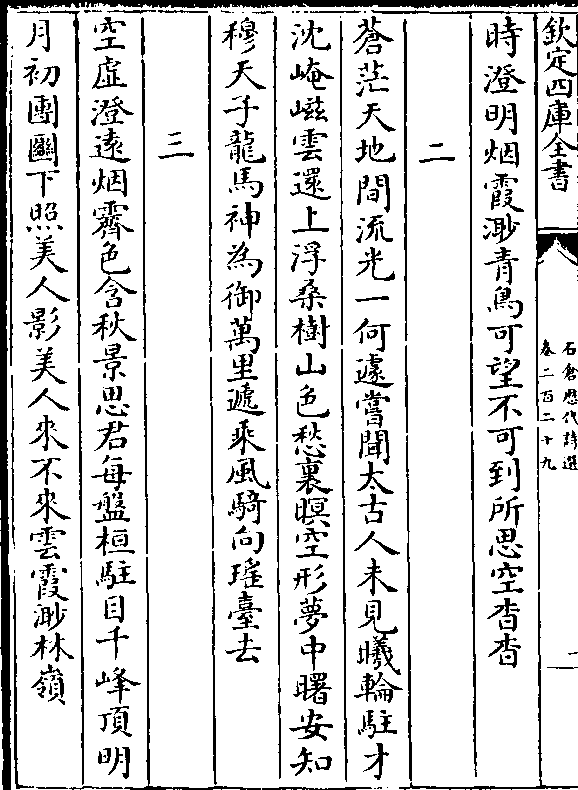 欽定四庫全書
石倉歷代詩選
卷二百二十九
二
時澄明烟霞渺青鳥可望不可到所思空杳杳
二
蒼茫天地間流光一何遽嘗聞太古人未見曦輪駐才
沈崦嵫雲還上浮桑樹山色愁裏暝空形夢中曙安知
穆天子龍馬神為御萬里遞乘風騎向瑤臺去
三
空虛澄遠烟霽色含秋景思君每盤桓駐目千峰頂明
月初團圞下照美人影美人來不來雲霞渺林嶺